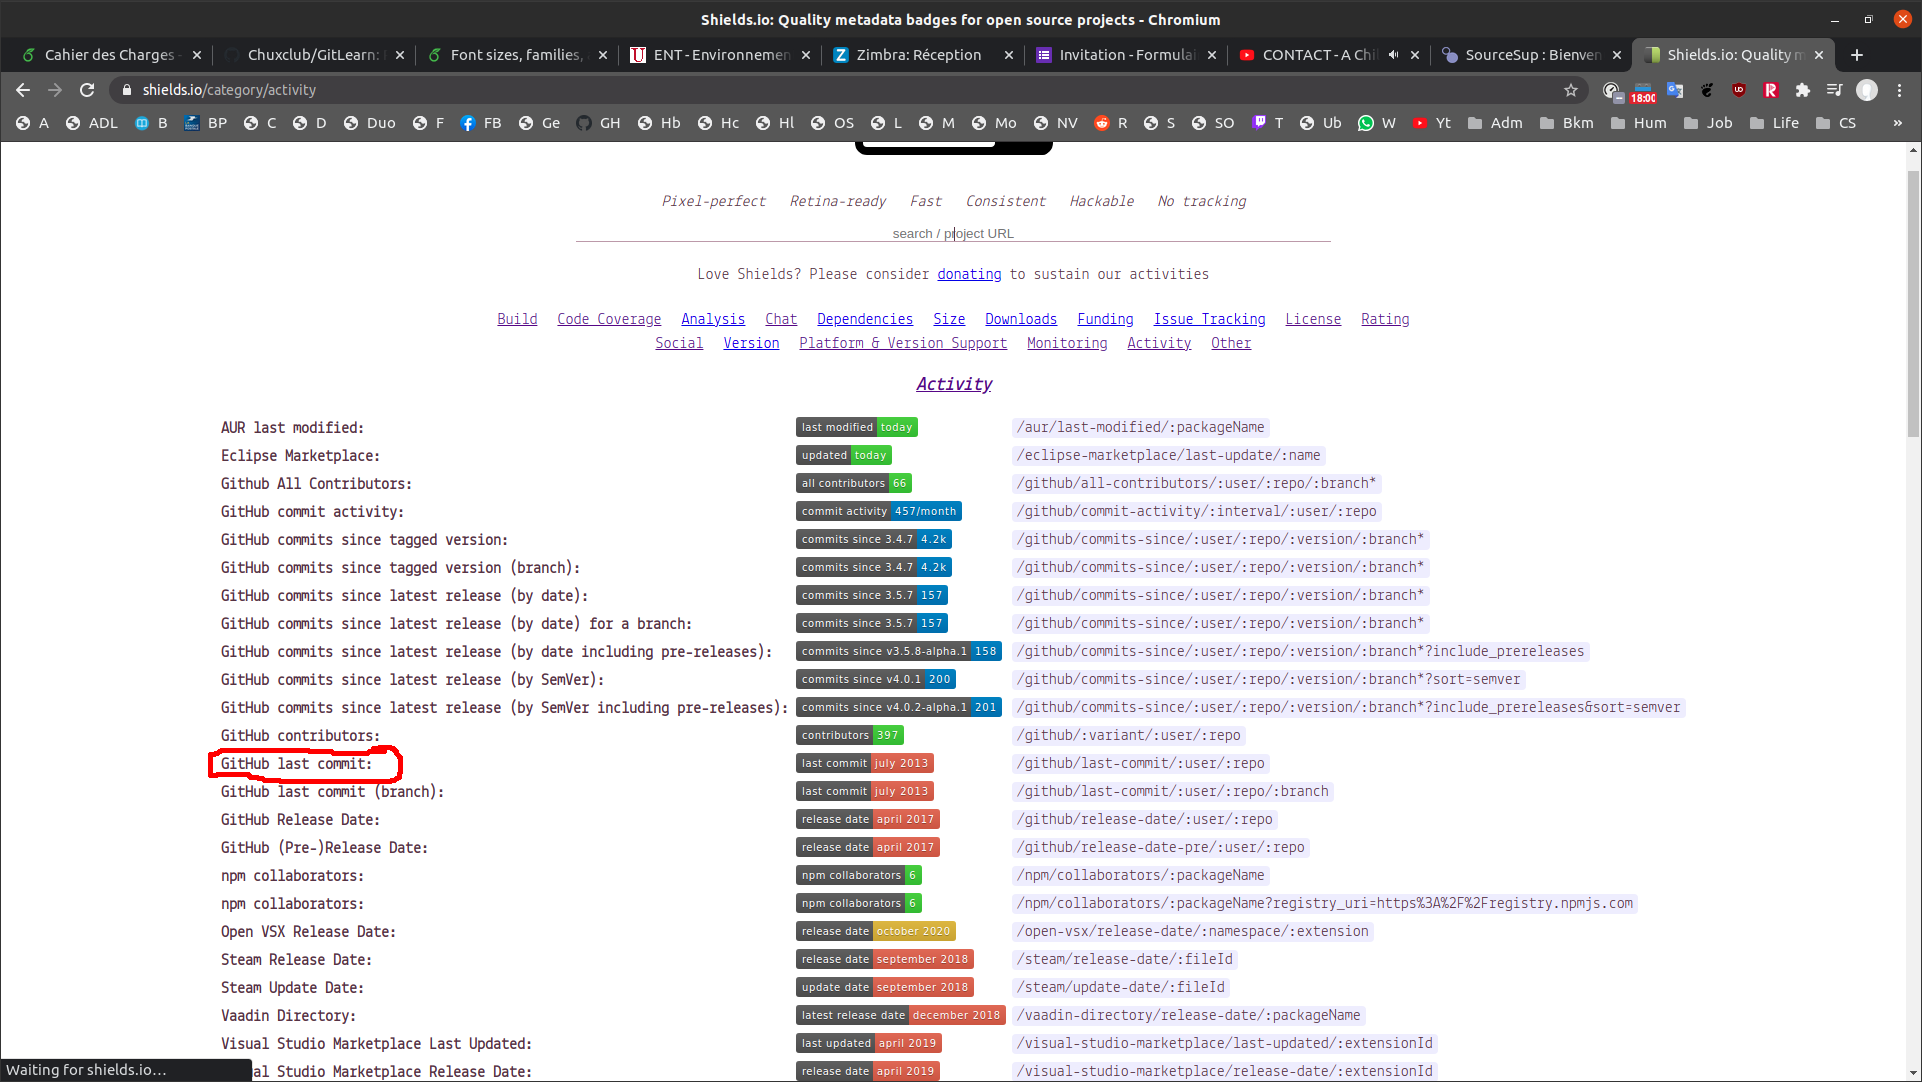 Shields.io: Quality metadata badges for open source projects - Chromium
Cahier des Charges -
Chuxclub/GitLearn:
Font sizes, families,
ENT - Environnemen
Zimbra: Réception
Invitation - Formulai
CONTACT - A Chil
SourceSup : Bienven
Shields.io: Quality m
shields.io/category/activity
18:00
A ADL B BP C D Duo F FB Ge GH Hb Hc Hl OS L M Mo NV R S SO T Ub W Yt Adm Bkm Hum Job Life CS »
Pixel-perfect Retina-ready Fast Consistent Hackable No tracking
search / project URL
Love Shields? Please consider donating to sustain our activities
Build Code Coverage Analysis Chat Dependencies Size Downloads Funding Issue Tracking License Rating
Social Version Platform & Version Support Monitoring Activity Other
Activity
AUR last modified: last modified today /aur/last-modified/:packageName
Eclipse Marketplace: updated today /eclipse-marketplace/last-update/:name
Github All Contributors: all contributors 66 /github/all-contributors/:user/:repo/:branch*
GitHub commit activity: commit activity 457/month /github/commit-activity/:interval/:user/:repo
GitHub commits since tagged version: commits since 3.4.7 4.2k /github/commits-since/:user/:repo/:version/:branch*
GitHub commits since tagged version (branch): commits since 3.4.7 4.2k /github/commits-since/:user/:repo/:version/:branch*
GitHub commits since latest release (by date): commits since 3.5.7 157 /github/commits-since/:user/:repo/:version/:branch*
GitHub commits since latest release (by date) for a branch: commits since 3.5.7 157 /github/commits-since/:user/:repo/:version/:branch*
GitHub commits since latest release (by date including pre-releases): commits since v3.5.8-alpha.1 158 /github/commits-since/:user/:repo/:version/:branch*?include_prereleases
GitHub commits since latest release (by SemVer): commits since v4.0.1 200 /github/commits-since/:user/:repo/:version/:branch*?sort=semver
GitHub commits since latest release (by SemVer including pre-releases): commits since v4.0.2-alpha.1 201 /github/commits-since/:user/:repo/:version/:branch*?include_prereleases&sort=semver
GitHub contributors: contributors 397 /github/:variant/:user/:repo
GitHub last commit: last commit july 2013 /github/last-commit/:user/:repo
GitHub last commit (branch): last commit july 2013 /github/last-commit/:user/:repo/:branch
GitHub Release Date: release date april 2017 /github/release-date/:user/:repo
GitHub (Pre-)Release Date: release date april 2017 /github/release-date-pre/:user/:repo
npm collaborators: npm collaborators 6 /npm/collaborators/:packageName
npm collaborators: npm collaborators 6 /npm/collaborators/:packageName?registry_uri=https%3A%2F%2Fregistry.npmjs.com
Open VSX Release Date: release date october 2020 /open-vsx/release-date/:namespace/:extension
Steam Release Date: release date september 2018 /steam/release-date/:fileId
Steam Update Date: update date september 2018 /steam/update-date/:fileId
Vaadin Directory: latest release date december 2018 /vaadin-directory/release-date/:packageName
Visual Studio Marketplace Last Updated: last updated april 2019 /visual-studio-marketplace/last-updated/:extensionId
Studio Marketplace Release Date: release date april 2019 /visual-studio-marketplace/release-date/:extensionId
Waiting for shields.io…